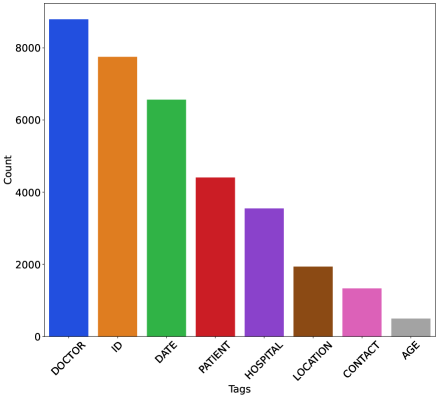 Count
8000
6000
4000
2000
0
DOCTOR
ID
DATE
PATIENT
HOSPITAL
LOCATION
CONTACT
AGE
Tags